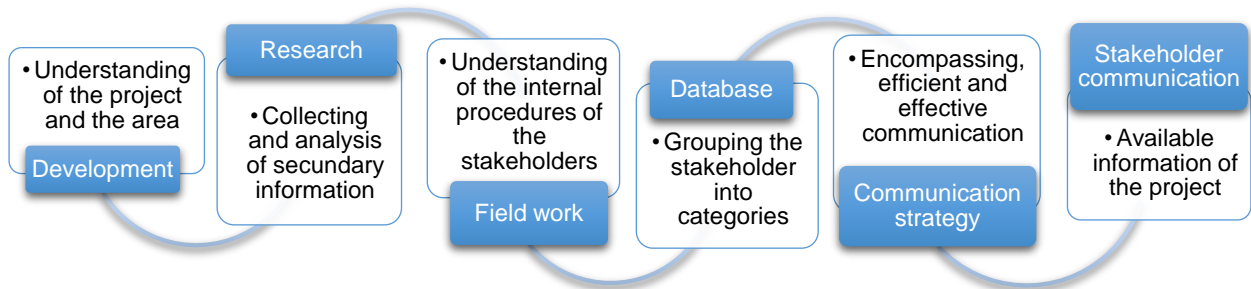 • Understanding
of the project
and the area
Development
Research
• Collecting
and analysis
of secundary
information
• Understanding
of the internal
procedures of
the
stakeholders
Field work
Database
• Grouping the
stakeholder
into
categories
• Encompassing,
efficient and
effective
communication
Communication
strategy
Stakeholder
communication
• Available
information of
the project